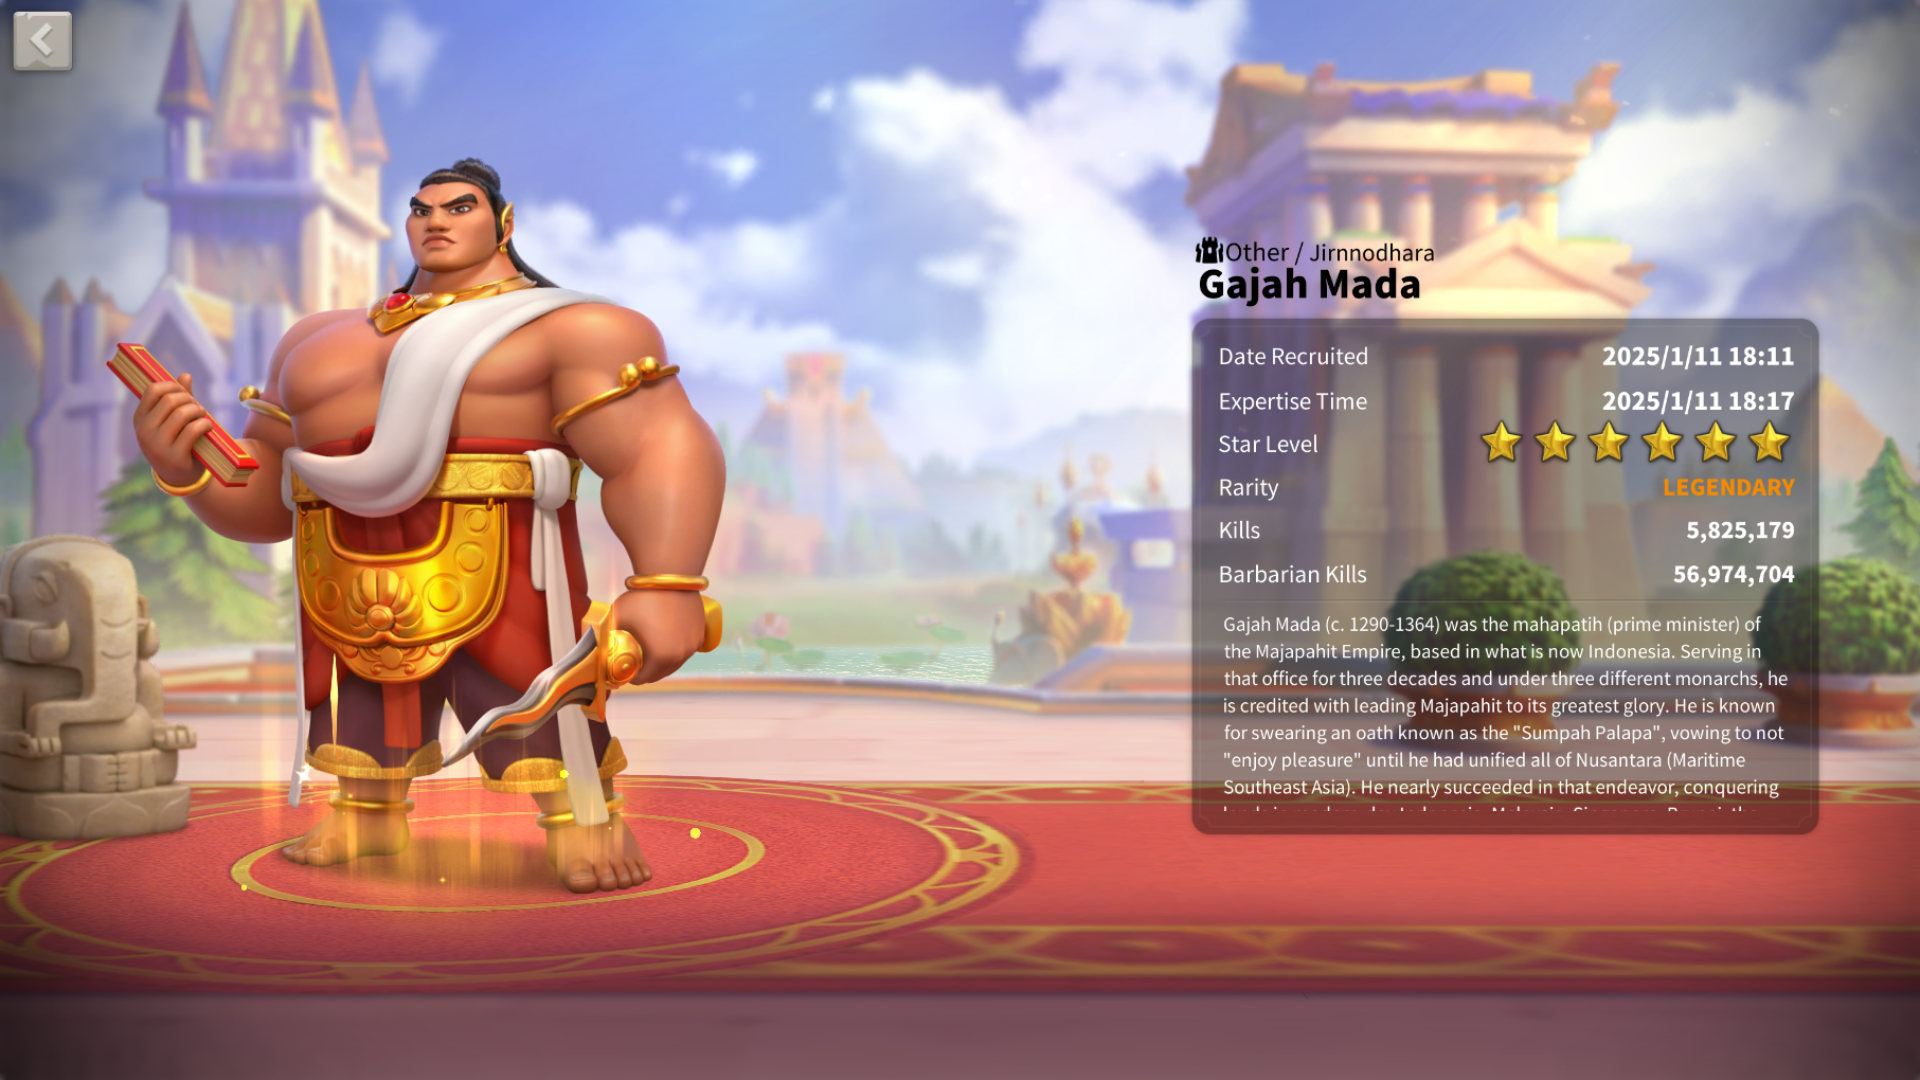 Other / Jirnnodhara
Gajah Mada
Date Recruited 2025/1/11 18:11
Expertise Time 2025/1/11 18:17
Star Level
Rarity LEGENDARY
Kills 5,825,179
Barbarian Kills 56,974,704
Gajah Mada (c. 1290-1364) was the mahapatih (prime minister) of
the Majapahit Empire, based in what is now Indonesia. Serving in
that office for three decades and under three different monarchs, he
is credited with leading Majapahit to its greatest glory. He is known
for swearing an oath known as the "Sumpah Palapa", vowing to not
"enjoy pleasure" until he had unified all of Nusantara (Maritime
Southeast Asia). He nearly succeeded in that endeavor, conquering